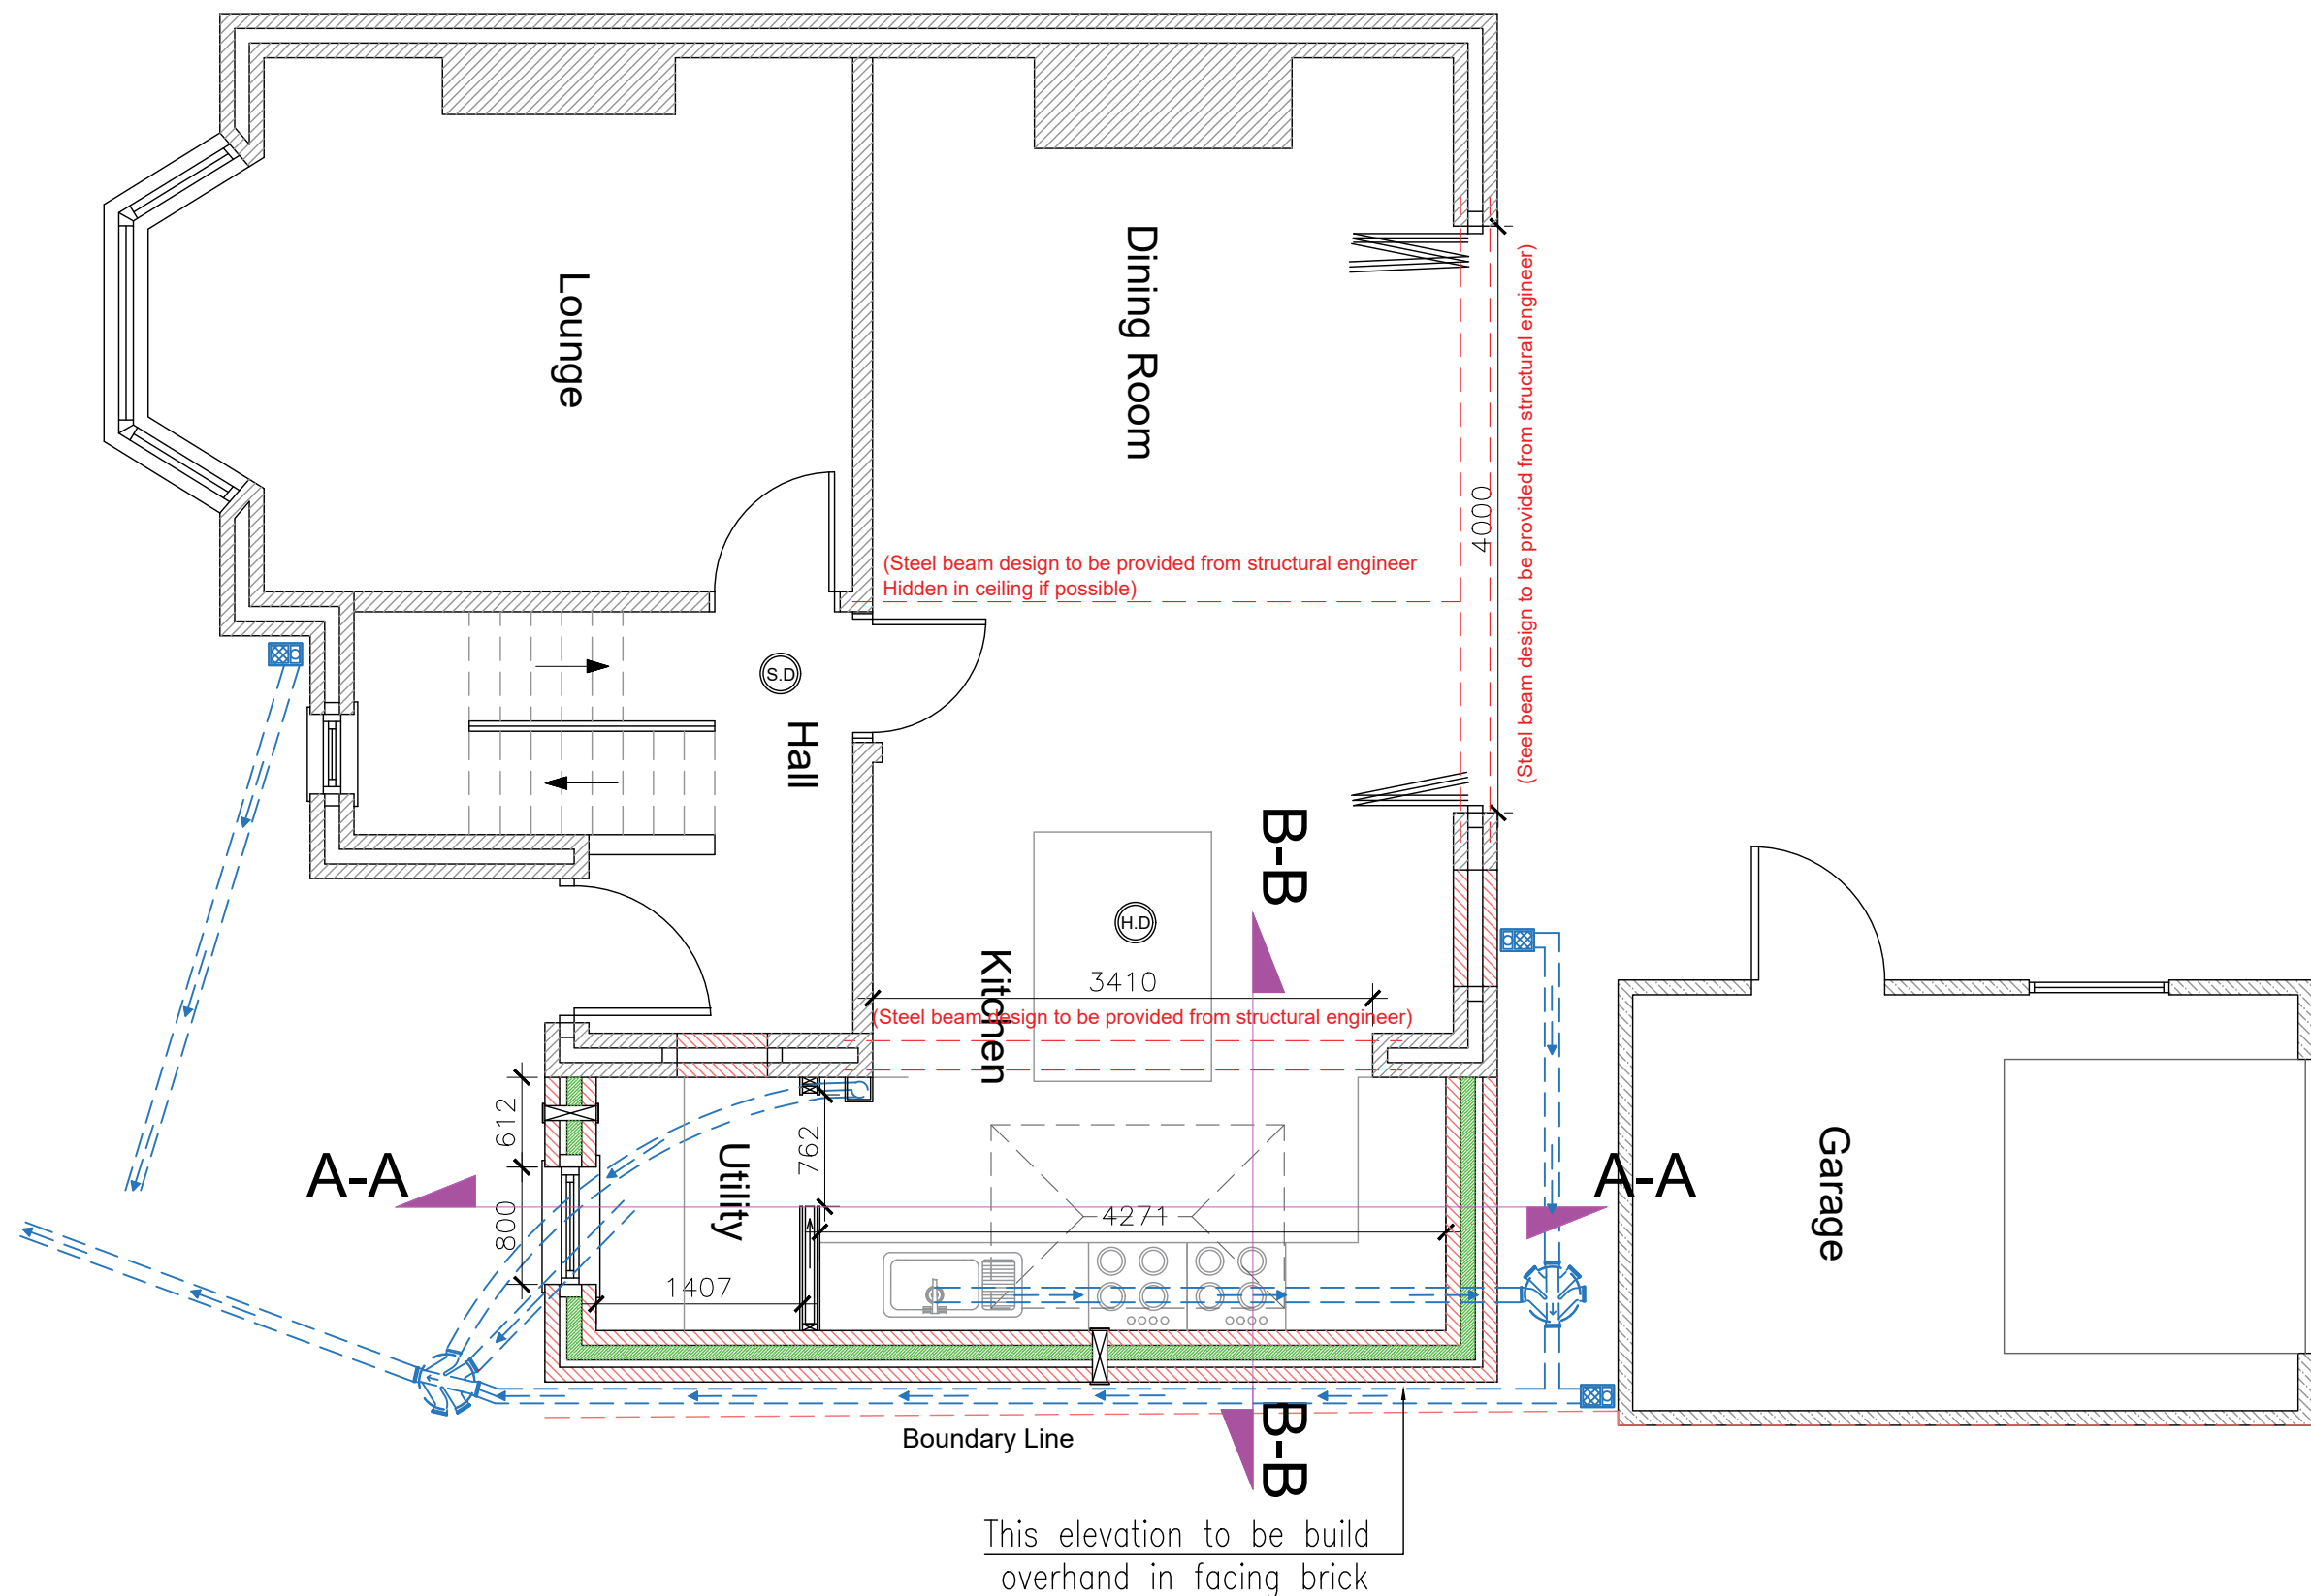 Lounge
Dining Room
(Steel beam design to be provided from structural engineer)
4000
(Steel beam design to be provided from structural engineer
Hidden in ceiling if possible)
S.D
Hall
B-B
H.D
Kitchen
3410
(Steel beam design to be provided from structural engineer)
612
762
Utility
A-A
A-A
Garage
800
4271
1407
B-B
Boundary Line
This elevation to be build
overhand in facing brick